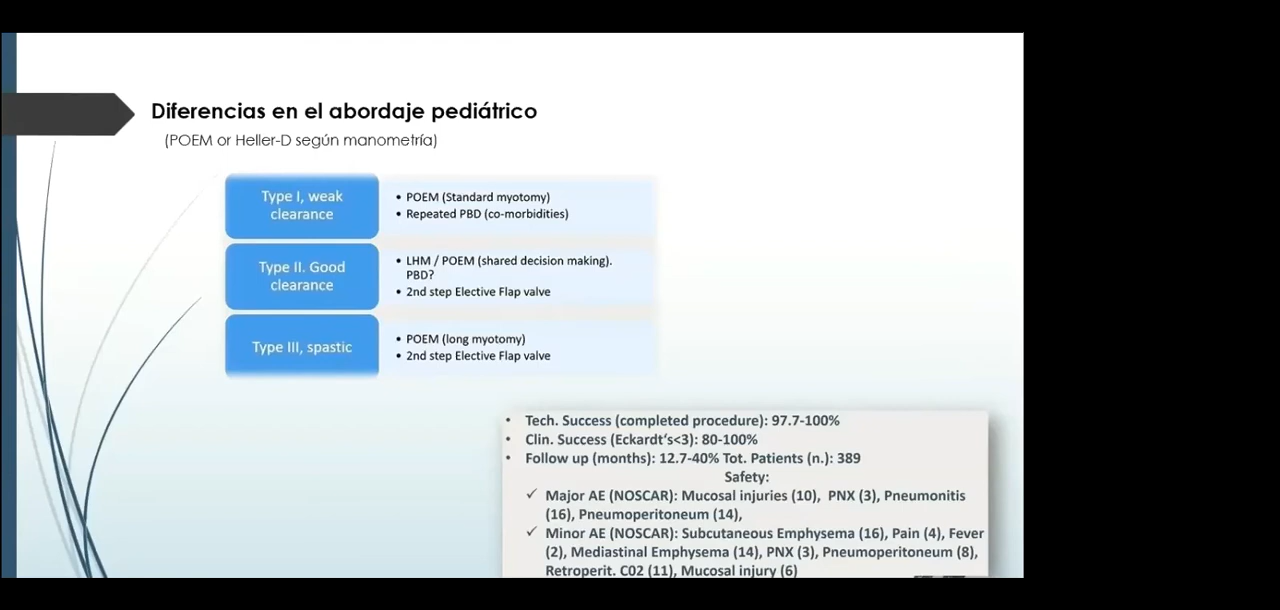 Diferencias en el abordaje pediátrico
(POEM or Heller-D según manometría)
Type I, weak
clearance
• POEM (Standard myotomy)
• Repeated PBD (co-morbidities)
Type II. Good
clearance
• LHM / POEM (shared decision making).
PBD?
• 2nd step Elective Flap valve
Type III, spastic
• POEM (long myotomy)
• 2nd step Elective Flap valve
• Tech. Success (completed procedure): 97.7-100%
• Clin. Success (Eckardt's<3): 80-100%
• Follow up (months): 12.7-40% Tot. Patients (n.): 389
Safety:
✓ Major AE (NOSCAR): Mucosal injuries (10), PNX (3), Pneumonitis
(16), Pneumoperitoneum (14),
✓ Minor AE (NOSCAR): Subcutaneous Emphysema (16), Pain (4), Fever
(2), Mediastinal Emphysema (14), PNX (3), Pneumoperitoneum (8),
Retroperit. C02 (11), Mucosal injury (6)